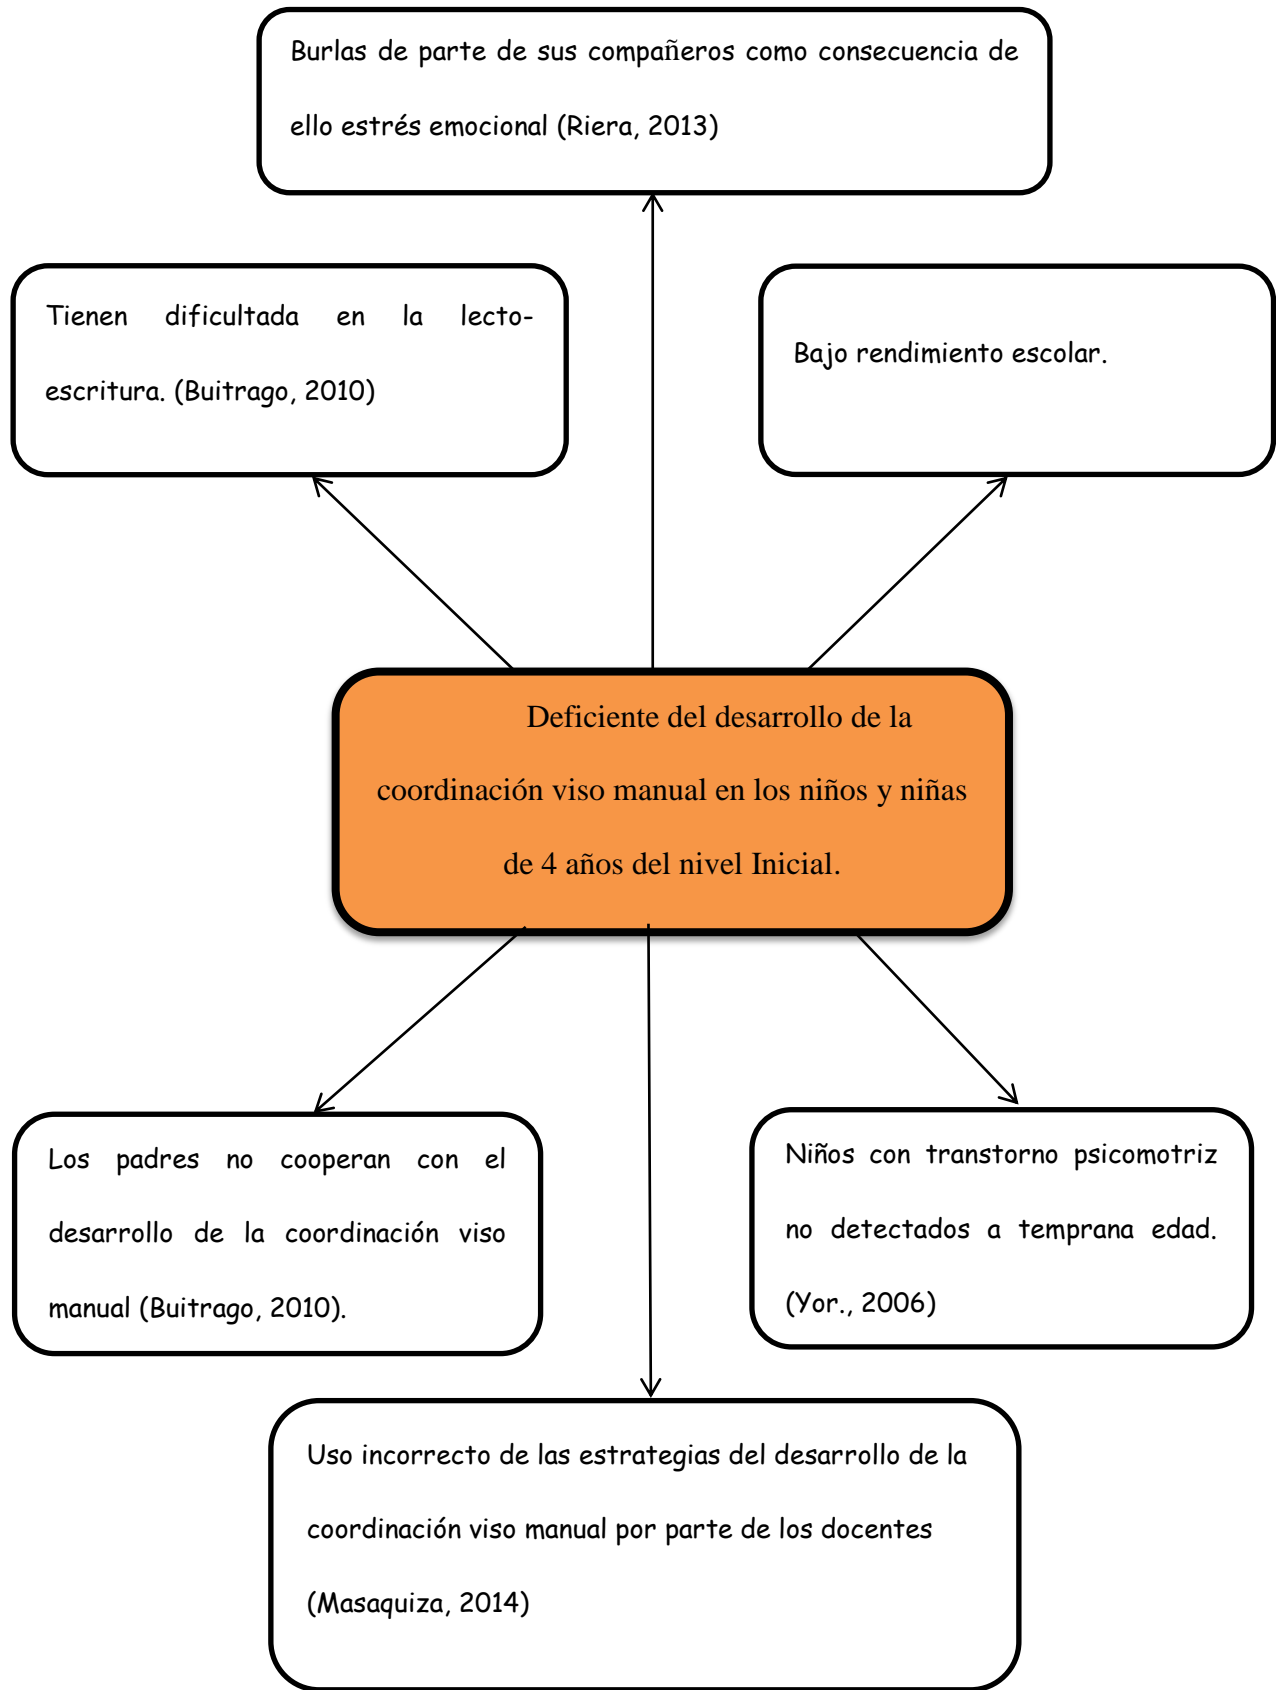 Burlas de parte de sus compañeros como consecuencia de
ello estrés emocional (Riera, 2013)
Tienen dificultada en la lecto-
escritura. (Buitrago, 2010)
Bajo rendimiento escolar.
Deficiente del desarrollo de la
coordinación viso manual en los niños y niñas
de 4 años del nivel Inicial.
Los padres no cooperan con el
desarrollo de la coordinación viso
manual (Buitrago, 2010).
Niños con transtorno psicomotriz
no detectados a temprana edad.
(Yor., 2006)
Uso incorrecto de las estrategias del desarrollo de la
coordinación viso manual por parte de los docentes
(Masaquiza, 2014)